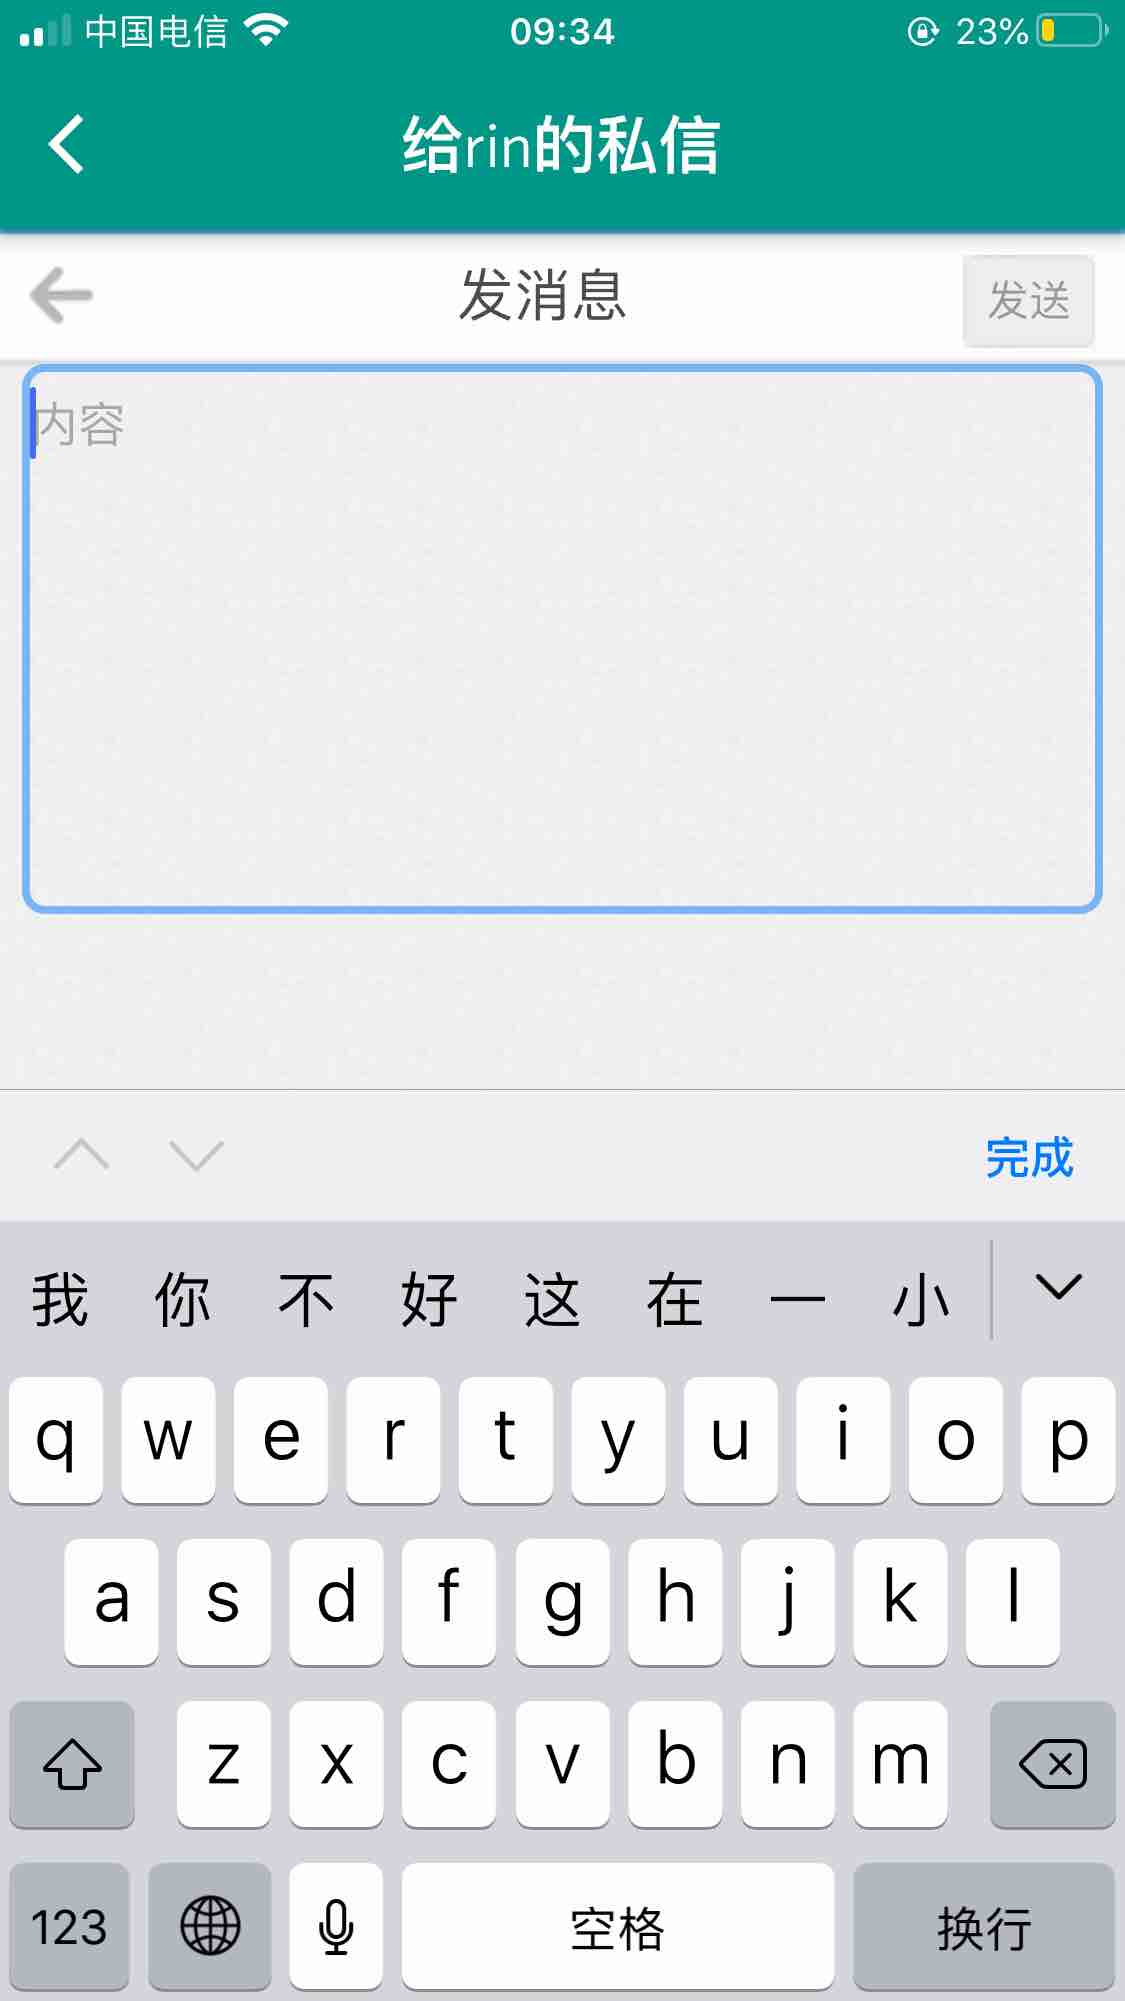 中国电信 09:34 23%
给rin的私信
发消息 发送
内容
完成
我 你 不 好 这 在 一 小
q w e r t y u i o p
a s d f g h j k l
z x c v b n m
123 空格 换行